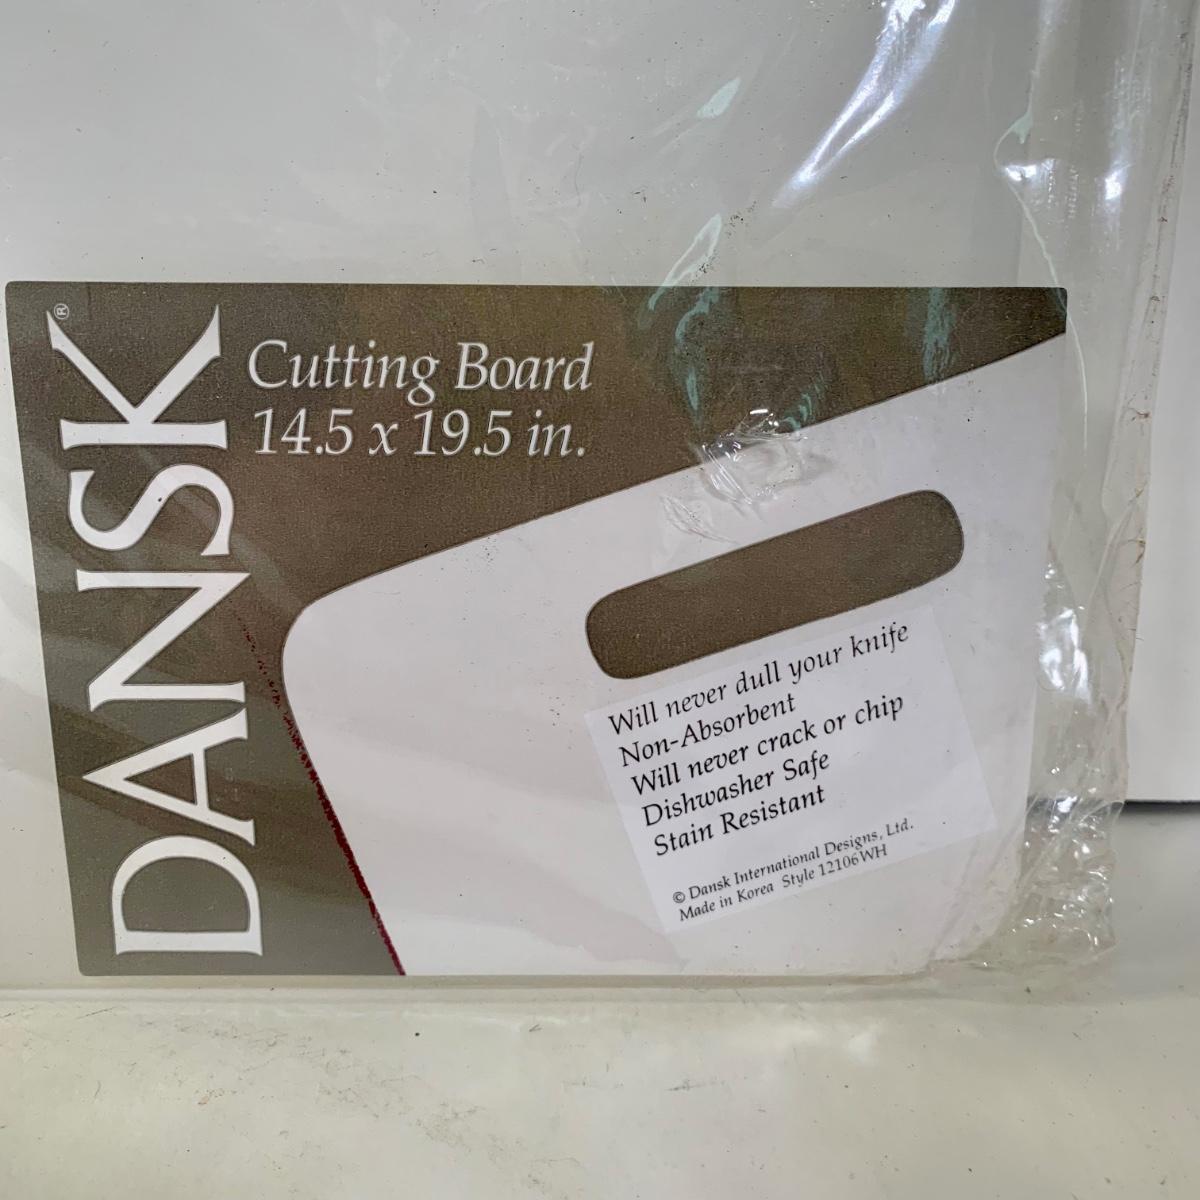 DANSK®
Cutting Board
14.5 x 19.5 in.
Will never dull your knife
Non-Absorbent
Will never crack or chip
Dishwasher Safe
Stain Resistant
© Dansk International Designs, Ltd.
Made in Korea Style 12106WH